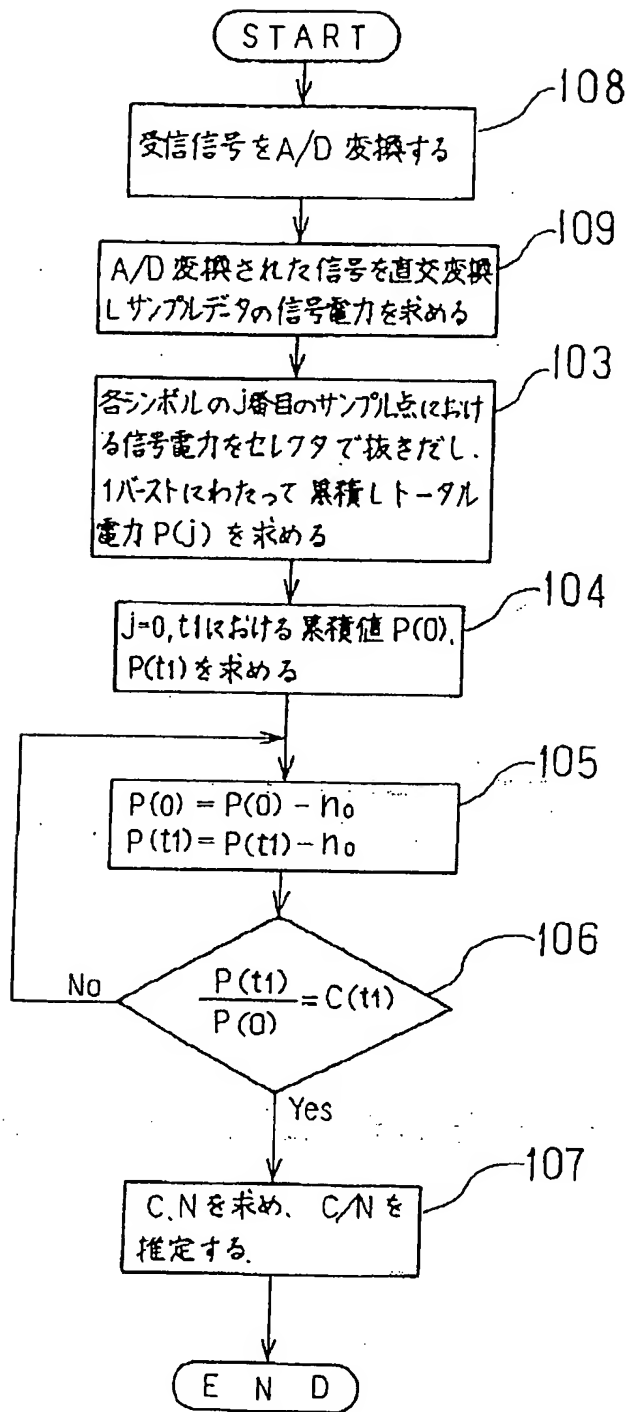 START
108
受信信号をA/D 変換する
109
A/D 変換された信号を直交変換
しサンプルデータの信号電力を求める
103
各シンボルのj番目のサンプル点におけ
る信号電力をセレクタで抜きだし、
1バーストにわたって 累積しトータル
電力 P(j) を求める
104
j=0,t1における 累積値 P(0),
P(t1)を求める
105
P(0) = P(0) - n₀
P(t1) = P(t1) - n₀
106
P(t1)
P(0)
= C(t1)
No
Yes
107
C、Nを求め、 C/Nを
推定する.
END